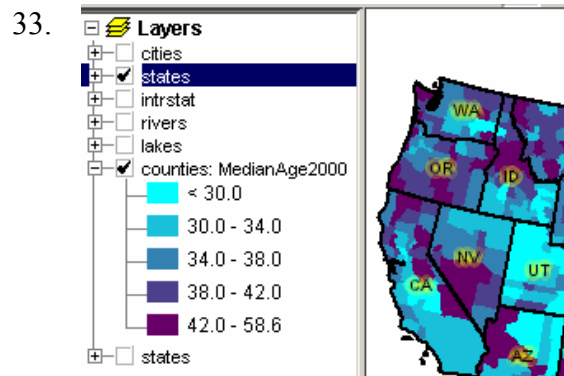 33.
Layers
cities
states
intrstat
rivers
lakes
counties: MedianAge2000
< 30.0
30.0 - 34.0
34.0 - 38.0
38.0 - 42.0
42.0 - 58.6
states
WA
OR
ID
NV
UT
CA
AZ